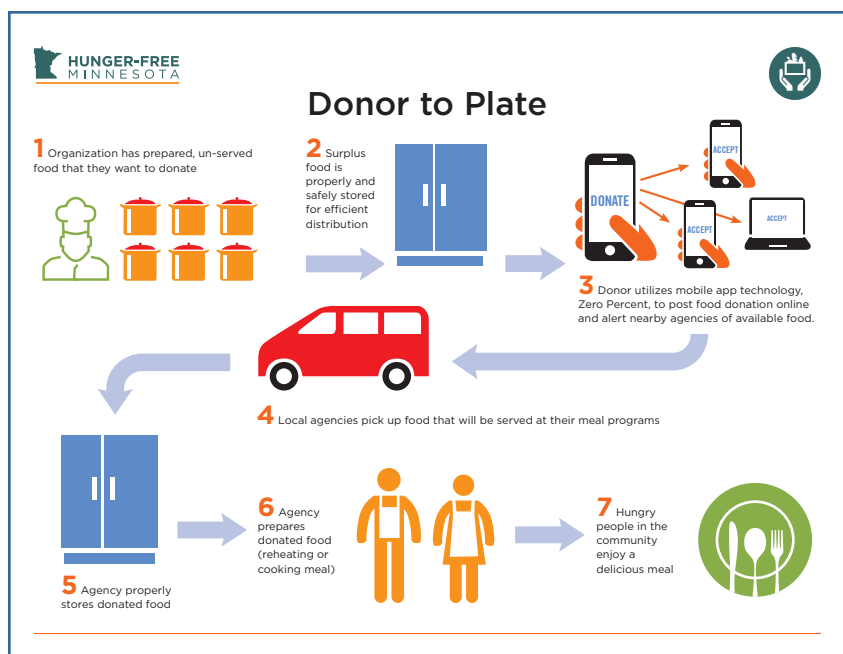 HUNGER-FREE
MINNESOTA
Donor to Plate
1 Organization has prepared, un-served
food that they want to donate
2 Surplus
food is
properly and
safely stored
for efficient
distribution
DONATE
ACCEPT
ACCEPT
ACCEPT
3 Donor utilizes mobile app technology,
Zero Percent, to post food donation online
and alert nearby agencies of available food.
4 Local agencies pick up food that will be served at their meal programs
5 Agency properly
stores donated food
6 Agency
prepares
donated food
(reheating or
cooking meal)
7 Hungry
people in the
community
enjoy a
delicious meal